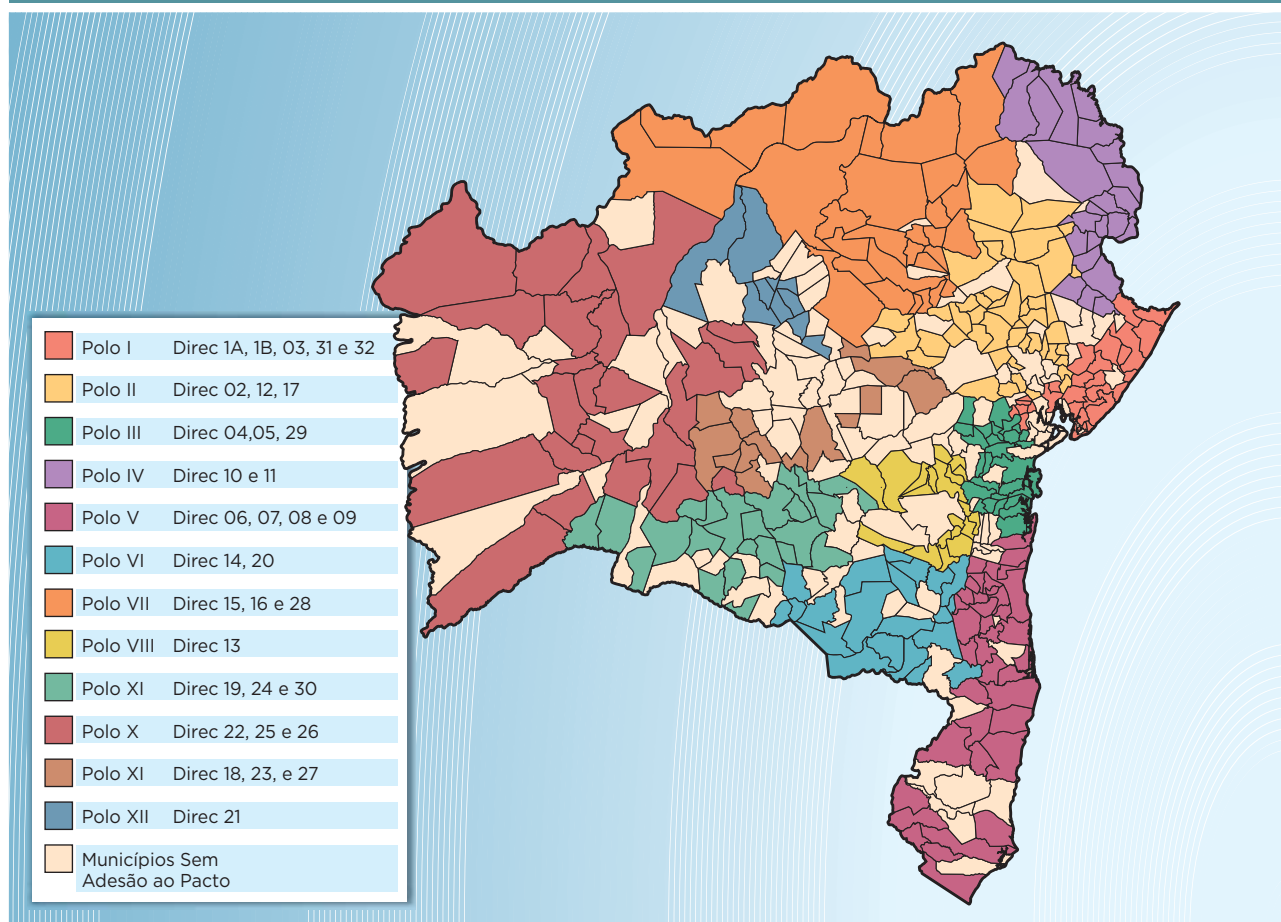 Polo I Direc 1A, 1B, 03, 31 e 32
Polo II Direc 02, 12, 17
Polo III Direc 04,05, 29
Polo IV Direc 10 e 11
Polo V Direc 06, 07, 08 e 09
Polo VI Direc 14, 20
Polo VII Direc 15, 16 e 28
Polo VIII Direc 13
Polo XI Direc 19, 24 e 30
Polo X Direc 22, 25 e 26
Polo XI Direc 18, 23, e 27
Polo XII Direc 21
Municípios Sem
Adesão ao Pacto